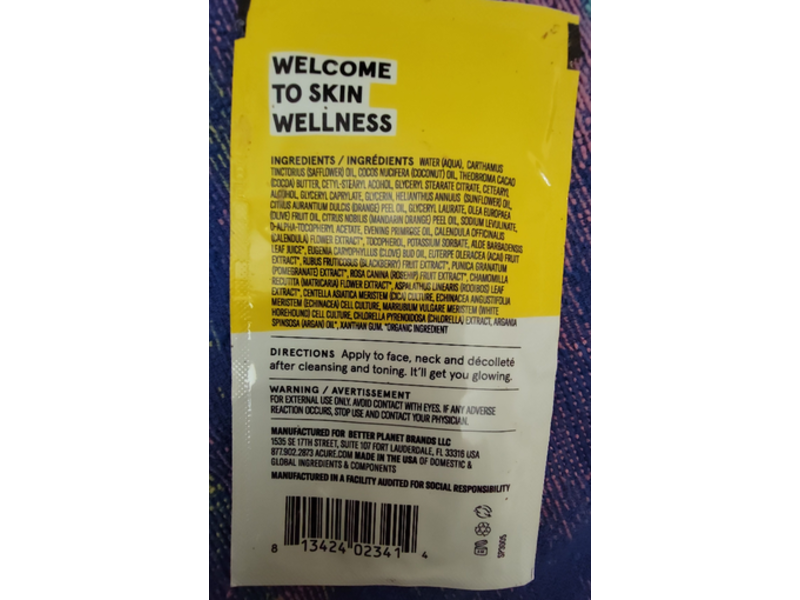 WELCOME
TO SKIN
WELLNESS
INGREDIENTS / INGRÉDIENTS WATER (AQUA), CARTHAMUS
TINCTORIUS (SAFFLOWER) OIL, COCOS NUCIFERA (COCONUT) OIL, THEOBROMA CACAO
(COCOA) BUTTER, CETYL-STEARYL ALCOHOL, GLYCERYL STEARATE CITRATE, CETEARYL
ALCOHOL, GLYCERYL CAPRYLATE, GLYCERIN, HELIANTHUS ANNUUS (SUNFLOWER) OIL,
CITRUS AURANTIUM DULCIS (ORANGE) PEEL OIL, GLYCERYL LAURATE, OLEA EUROPAEA
(OLIVE) FRUIT OIL, CITRUS NOBILIS (MANDARIN ORANGE) PEEL OIL, SODIUM LEVULINATE,
D-ALPHA-TOCOPHERYL ACETATE, EVENING PRIMROSE OIL, CALENDULA OFFICINALIS
(CALENDULA) FLOWER EXTRACT*, TOCOPHEROL, POTASSIUM SORBATE, ALOE BARBADENSIS
LEAF JUICE*, EUGENIA CARYOPHYLLUS (CLOVE) BUD OIL, EUTERPE OLERACEA (ACAI) FRUIT
EXTRACT*, RUBUS FRUTICOSUS (BLACKBERRY) FRUIT EXTRACT*, PUNICA GRANATUM
(POMEGRANATE) EXTRACT*, ROSA CANINA (ROSEHIP) FRUIT EXTRACT*, CHAMOMILLA
RECUTITA (MATRICARIA) FLOWER EXTRACT*, ASPALATHUS LINEARIS (ROOIBOS) LEAF
EXTRACT*, CENTELLA ASIATICA MERISTEM (CICA) CULTURE, ECHINACEA ANGUSTIFOLIA
MERISTEM (ECHINACEA) CELL CULTURE, MARRUBIUM VULGARE MERISTEM (WHITE
HOREHOUND) CELL CULTURE, CHLORELLA PYRENOIDOSA (CHLORELLA) EXTRACT, ARGANIA
SPINSOSA (ARGAN) OIL*, XANTHAN GUM. *ORGANIC INGREDIENT
DIRECTIONS Apply to face, neck and décolleté
after cleansing and toning. It'll get you glowing.
WARNING / AVERTISSEMENT
FOR EXTERNAL USE ONLY. AVOID CONTACT WITH EYES. IF ANY ADVERSE
REACTION OCCURS, STOP USE AND CONTACT YOUR PHYSICIAN.
MANUFACTURED FOR BETTER PLANET BRANDS LLC
1535 SE 17TH STREET, SUITE 107 FORT LAUDERDALE, FL 33316 USA
877.902.2873 ACURE.COM MADE IN THE USA OF DOMESTIC &
GLOBAL INGREDIENTS & COMPONENTS
MANUFACTURED IN A FACILITY AUDITED FOR SOCIAL RESPONSIBILITY
8 13424 02341 4